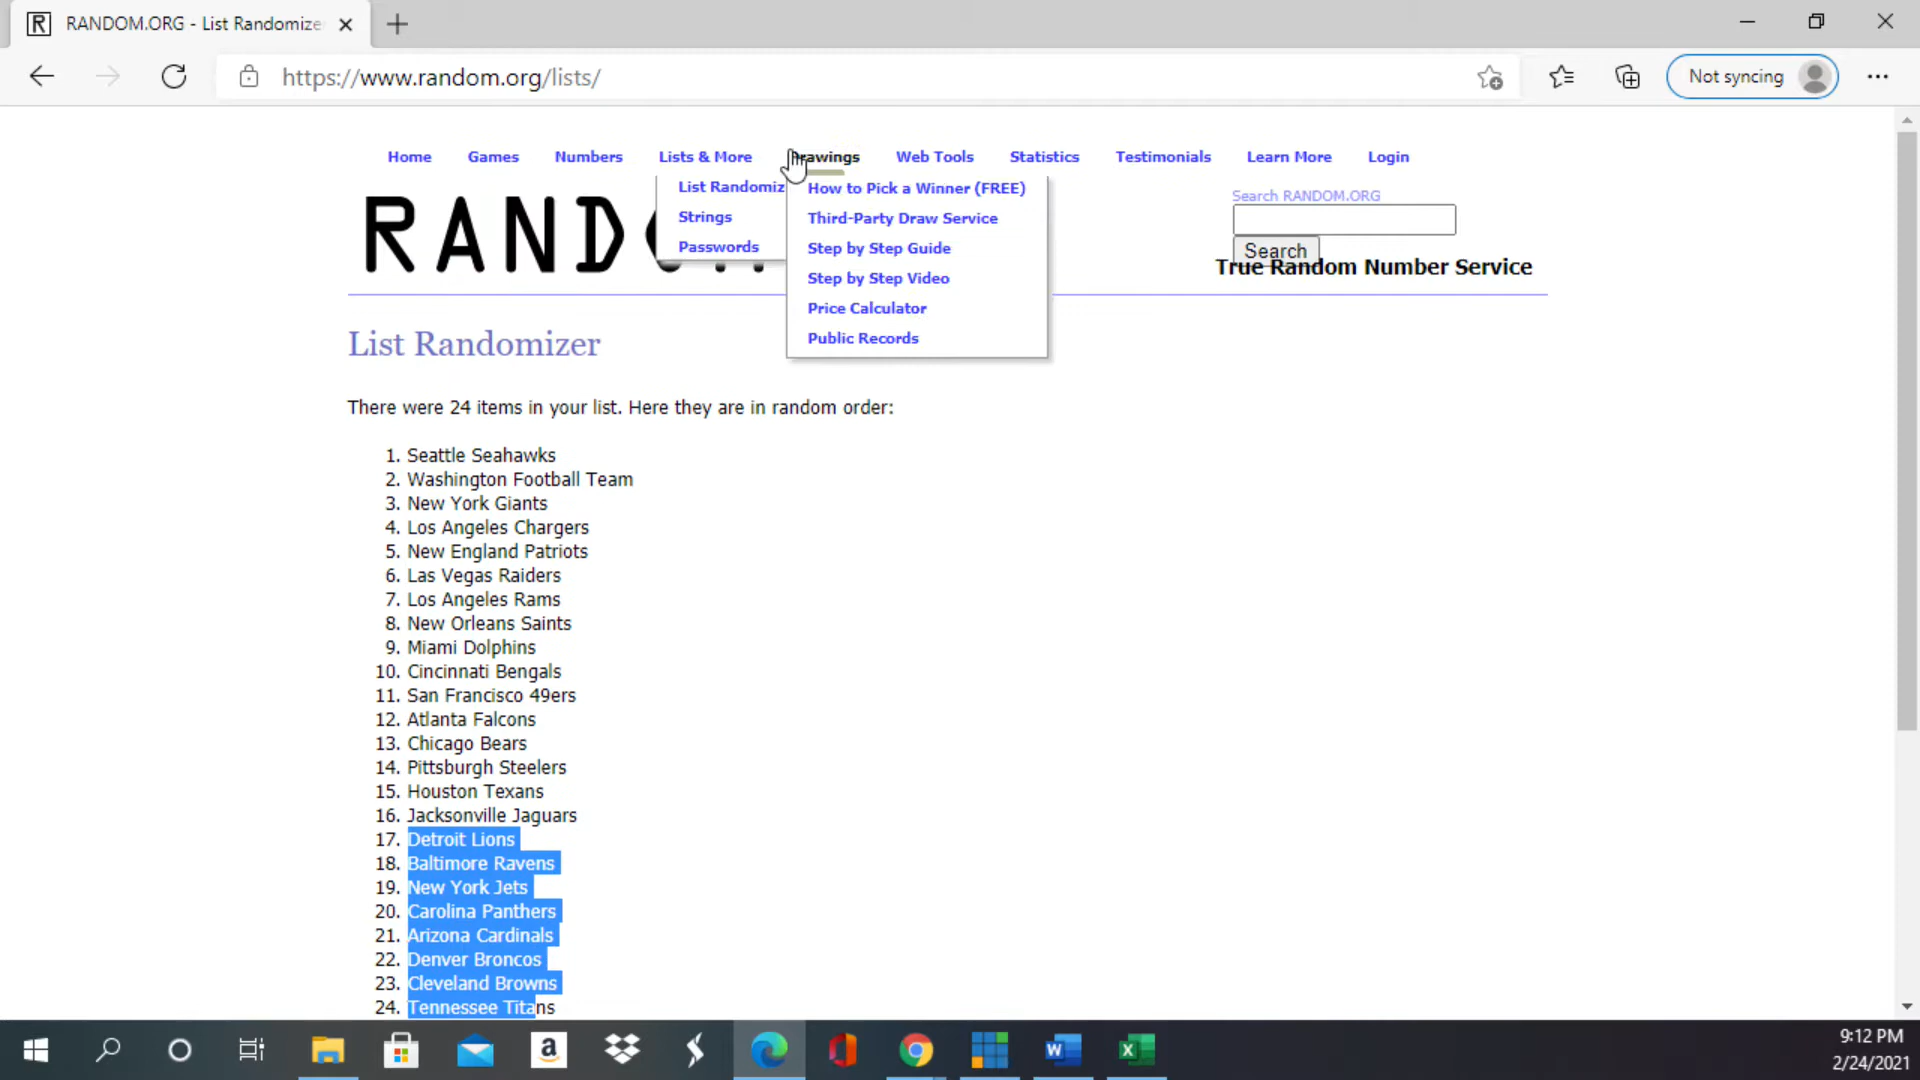 RANDOM.ORG - List Randomize
https://www.random.org/lists/
Not syncing
Home Games Numbers Lists & More Drawings Web Tools Statistics Testimonials Learn More Login
List Randomiz
Strings
Passwords
How to Pick a Winner (FREE)
Third-Party Draw Service
Step by Step Guide
Step by Step Video
Price Calculator
Public Records
Search RANDOM.ORG
Search
True Random Number Service
List Randomizer
There were 24 items in your list. Here they are in random order:
1. Seattle Seahawks
2. Washington Football Team
3. New York Giants
4. Los Angeles Chargers
5. New England Patriots
6. Las Vegas Raiders
7. Los Angeles Rams
8. New Orleans Saints
9. Miami Dolphins
10. Cincinnati Bengals
11. San Francisco 49ers
12. Atlanta Falcons
13. Chicago Bears
14. Pittsburgh Steelers
15. Houston Texans
16. Jacksonville Jaguars
17. Detroit Lions
18. Baltimore Ravens
19. New York Jets
20. Carolina Panthers
21. Arizona Cardinals
22. Denver Broncos
23. Cleveland Browns
24. Tennessee Titans
9:12 PM
2/24/2021